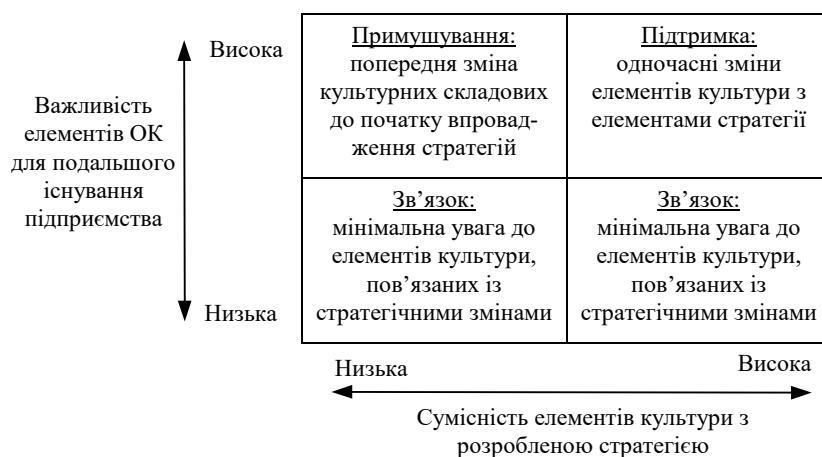 Важливість
елементів ОК
для подальшого
існування
підприємства
Висока
Низька
Примушування:
попередня зміна
культурних складових
до початку впровад-
ження стратегій
Підтримка:
одночасні зміни
елементів культури з
елементами стратегії
Зв’язок:
мінімальна увага до
елементів культури,
пов’язаних із
стратегічними змінами
Зв’язок:
мінімальна увага до
елементів культури,
пов’язаних із
стратегічними змінами
Низька
Висока
Сумісність елементів культури з
розробленою стратегією